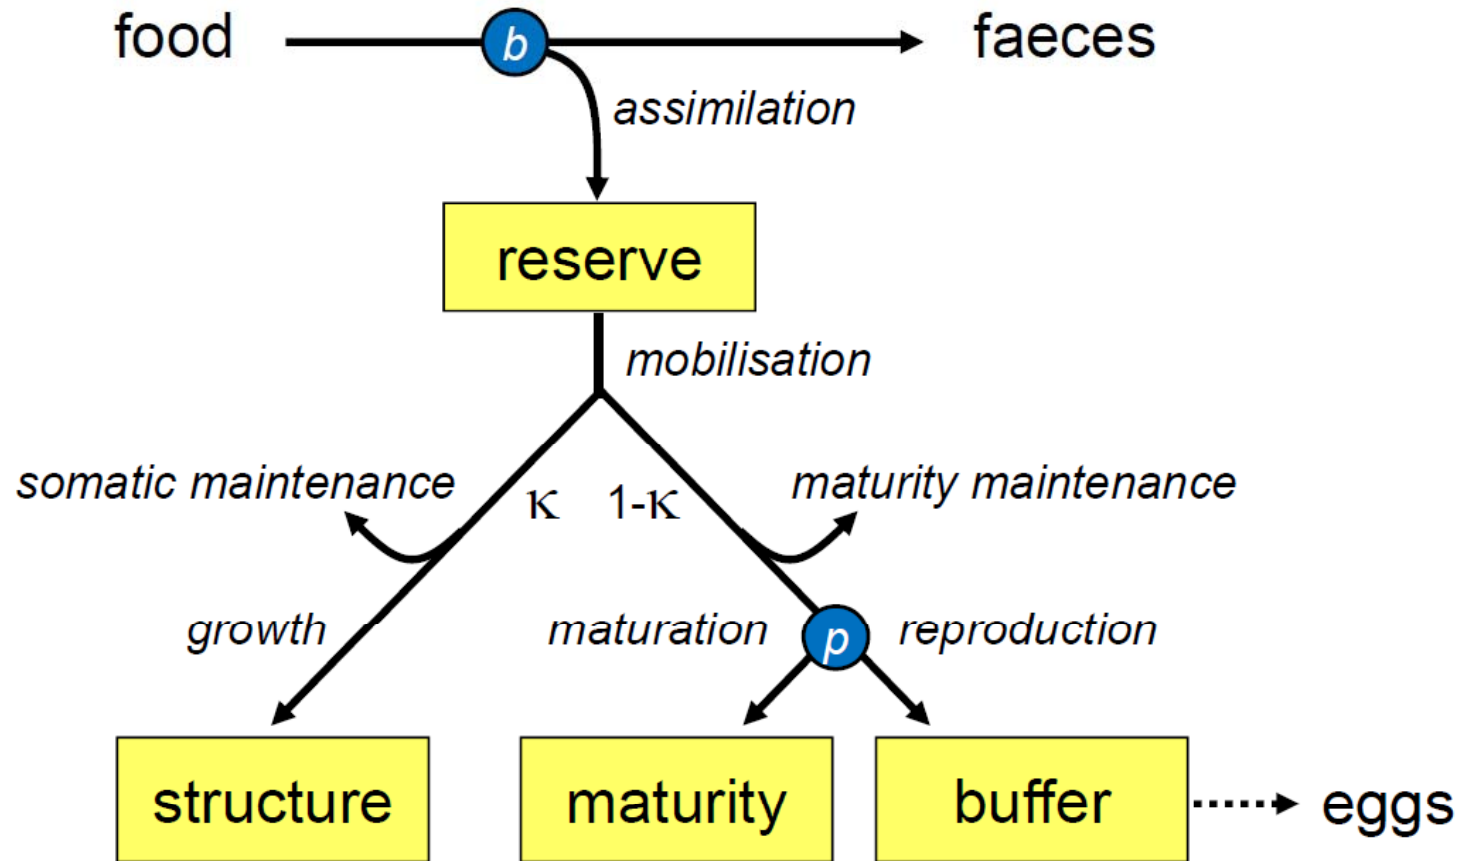 food
b
faeces
assimilation
reserve
mobilisation
somatic maintenance
κ
1-κ
maturity maintenance
growth
maturation
p
reproduction
structure
maturity
buffer
eggs